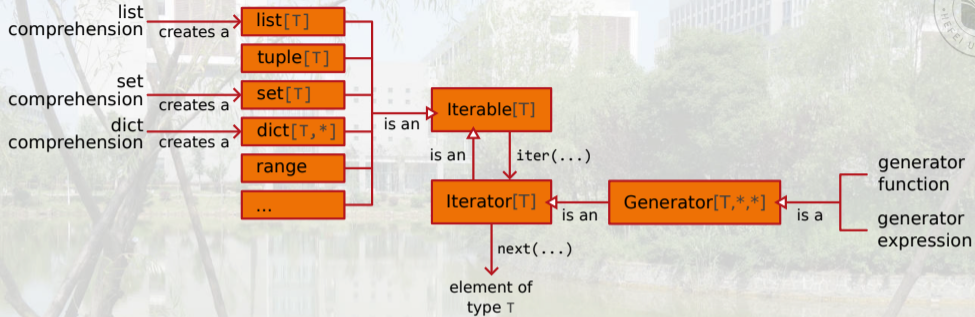 list
comprehension
creates a
list[T]
tuple[T]
set
comprehension
creates a
set[T]
dict
comprehension
creates a
dict[T,*]
range
...
is an
Iterable[T]
is an
iter(...)
Iterator[T]
is an
Generator[T,*,*]
is a
generator
function
generator
expression
next(...)
element of
type T